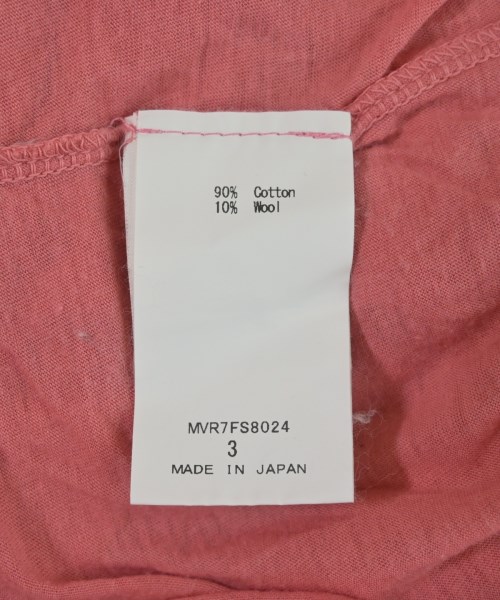 90% Cotton
10% Wool
MVR7FS8024
3
MADE IN JAPAN